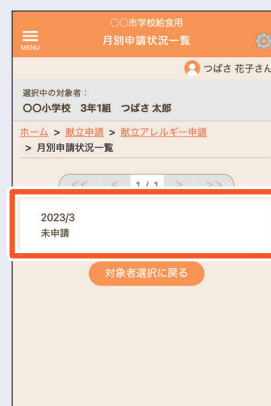 〇〇市学校給食用
月別申請状況一覧
MENU
つばさ 花子さん
選択中の対象者：
〇〇小学校 3年1組 つばさ 太郎
ホーム > 献立申請 > 献立アレルギー申請
> 月別申請状況一覧
<< < 1 / 1 > >>
2023/3
未申請
対象者選択に戻る